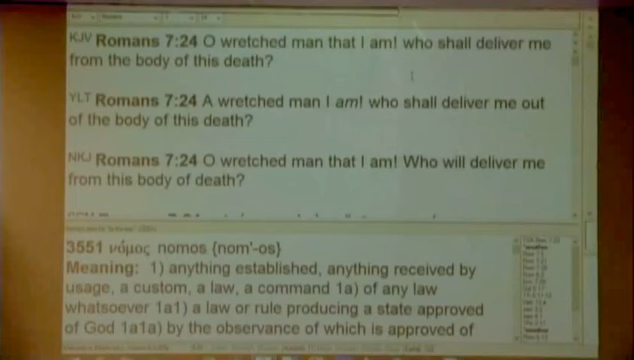 KJV Romans 7:24 O wretched man that I am! who shall deliver me
from the body of this death?
YLT Romans 7:24 A wretched man I am! who shall deliver me out
of the body of this death?
NKJ Romans 7:24 O wretched man that I am! Who will deliver me
from this body of death?
3551 νόμος nomos {nom'-os}
Meaning: 1) anything established, anything received by
usage, a custom, a law, a command 1a) of any law
whatsoever 1a1) a law or rule producing a state approved
of God 1a1a) by the observance of which is approved of